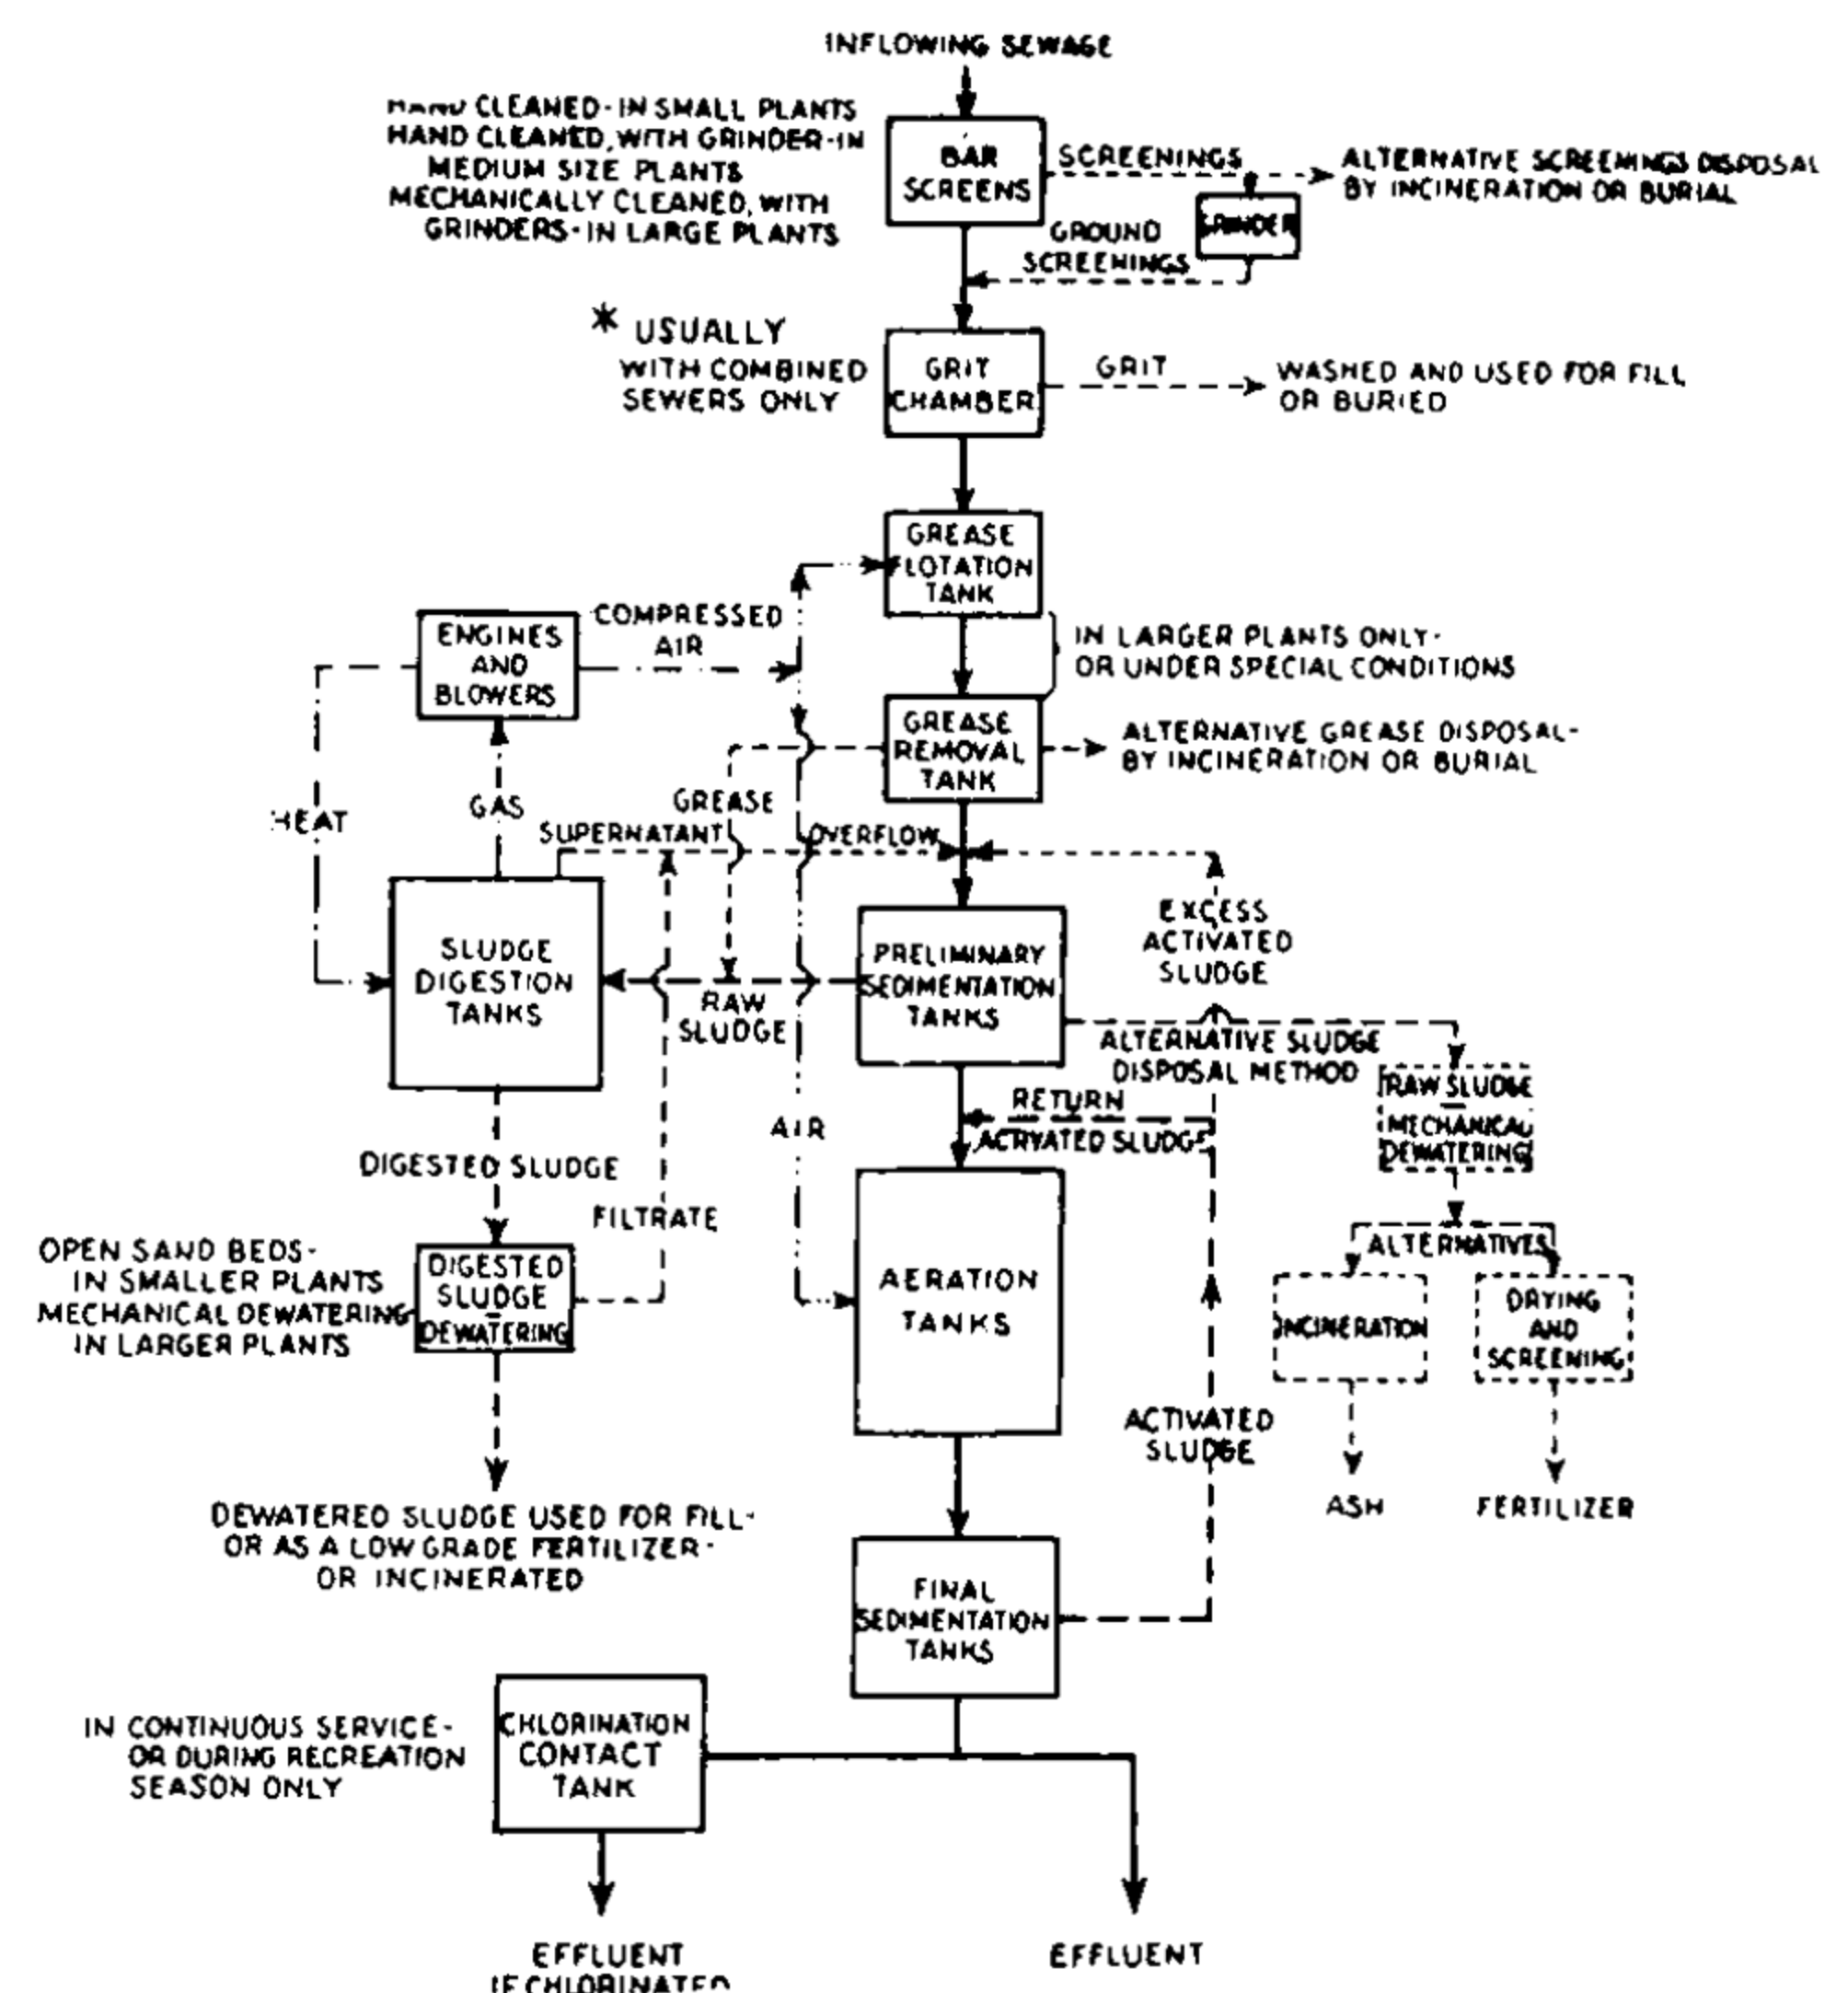 INFLOWING SEWAGE
HAND CLEANED-IN SMALL PLANTS
HAND CLEANED, WITH GRINDER-IN
MEDIUM SIZE PLANTS
MECHANICALLY CLEANED, WITH
GRINDERS-IN LARGE PLANTS
BAR
SCREENS
SCREENINGS
ALTERNATIVE SCREENINGS DISPOSAL
BY INCINERATION OR BURIAL
GRINDER
GROUND
SCREENINGS
* USUALLY
WITH COMBINED
SEWERS ONLY
GRIT
CHAMBER
GRIT
WASHED AND USED FOR FILL
OR BURIED
GREASE
FLOTATION
TANK
ENGINES
AND
BLOWERS
COMPRESSED
AIR
IN LARGER PLANTS ONLY-
OR UNDER SPECIAL CONDITIONS
GREASE
REMOVAL
TANK
ALTERNATIVE GREASE DISPOSAL-
BY INCINERATION OR BURIAL
HEAT
GAS
GREASE
SUPERNATANT OVERFLOW
SLUDGE
DIGESTION
TANKS
RAW
SLUDGE
PRELIMINARY
SEDIMENTATION
TANKS
EXCESS
ACTIVATED
SLUDGE
ALTERNATIVE SLUDGE
DISPOSAL METHOD
RAW SLUDGE
—
MECHANICAL
DEWATERING
RETURN
ACTIVATED SLUDGE
AIR
DIGESTED SLUDGE
FILTRATE
ALTERNATIVES
OPEN SAND BEDS-
IN SMALLER PLANTS
MECHANICAL DEWATERING-
IN LARGER PLANTS
DIGESTED
SLUDGE
—
DEWATERING
AERATION
TANKS
INCINERATION
DRYING
AND
SCREENING
ACTIVATED
SLUDGE
ASH
FERTILIZER
DEWATERED SLUDGE USED FOR FILL-
OR AS A LOW GRADE FERTILIZER-
OR INCINERATED
FINAL
SEDIMENTATION
TANKS
IN CONTINUOUS SERVICE-
OR DURING RECREATION
SEASON ONLY
CHLORINATION
CONTACT
TANK
EFFLUENT
IF CHLORINATED
EFFLUENT